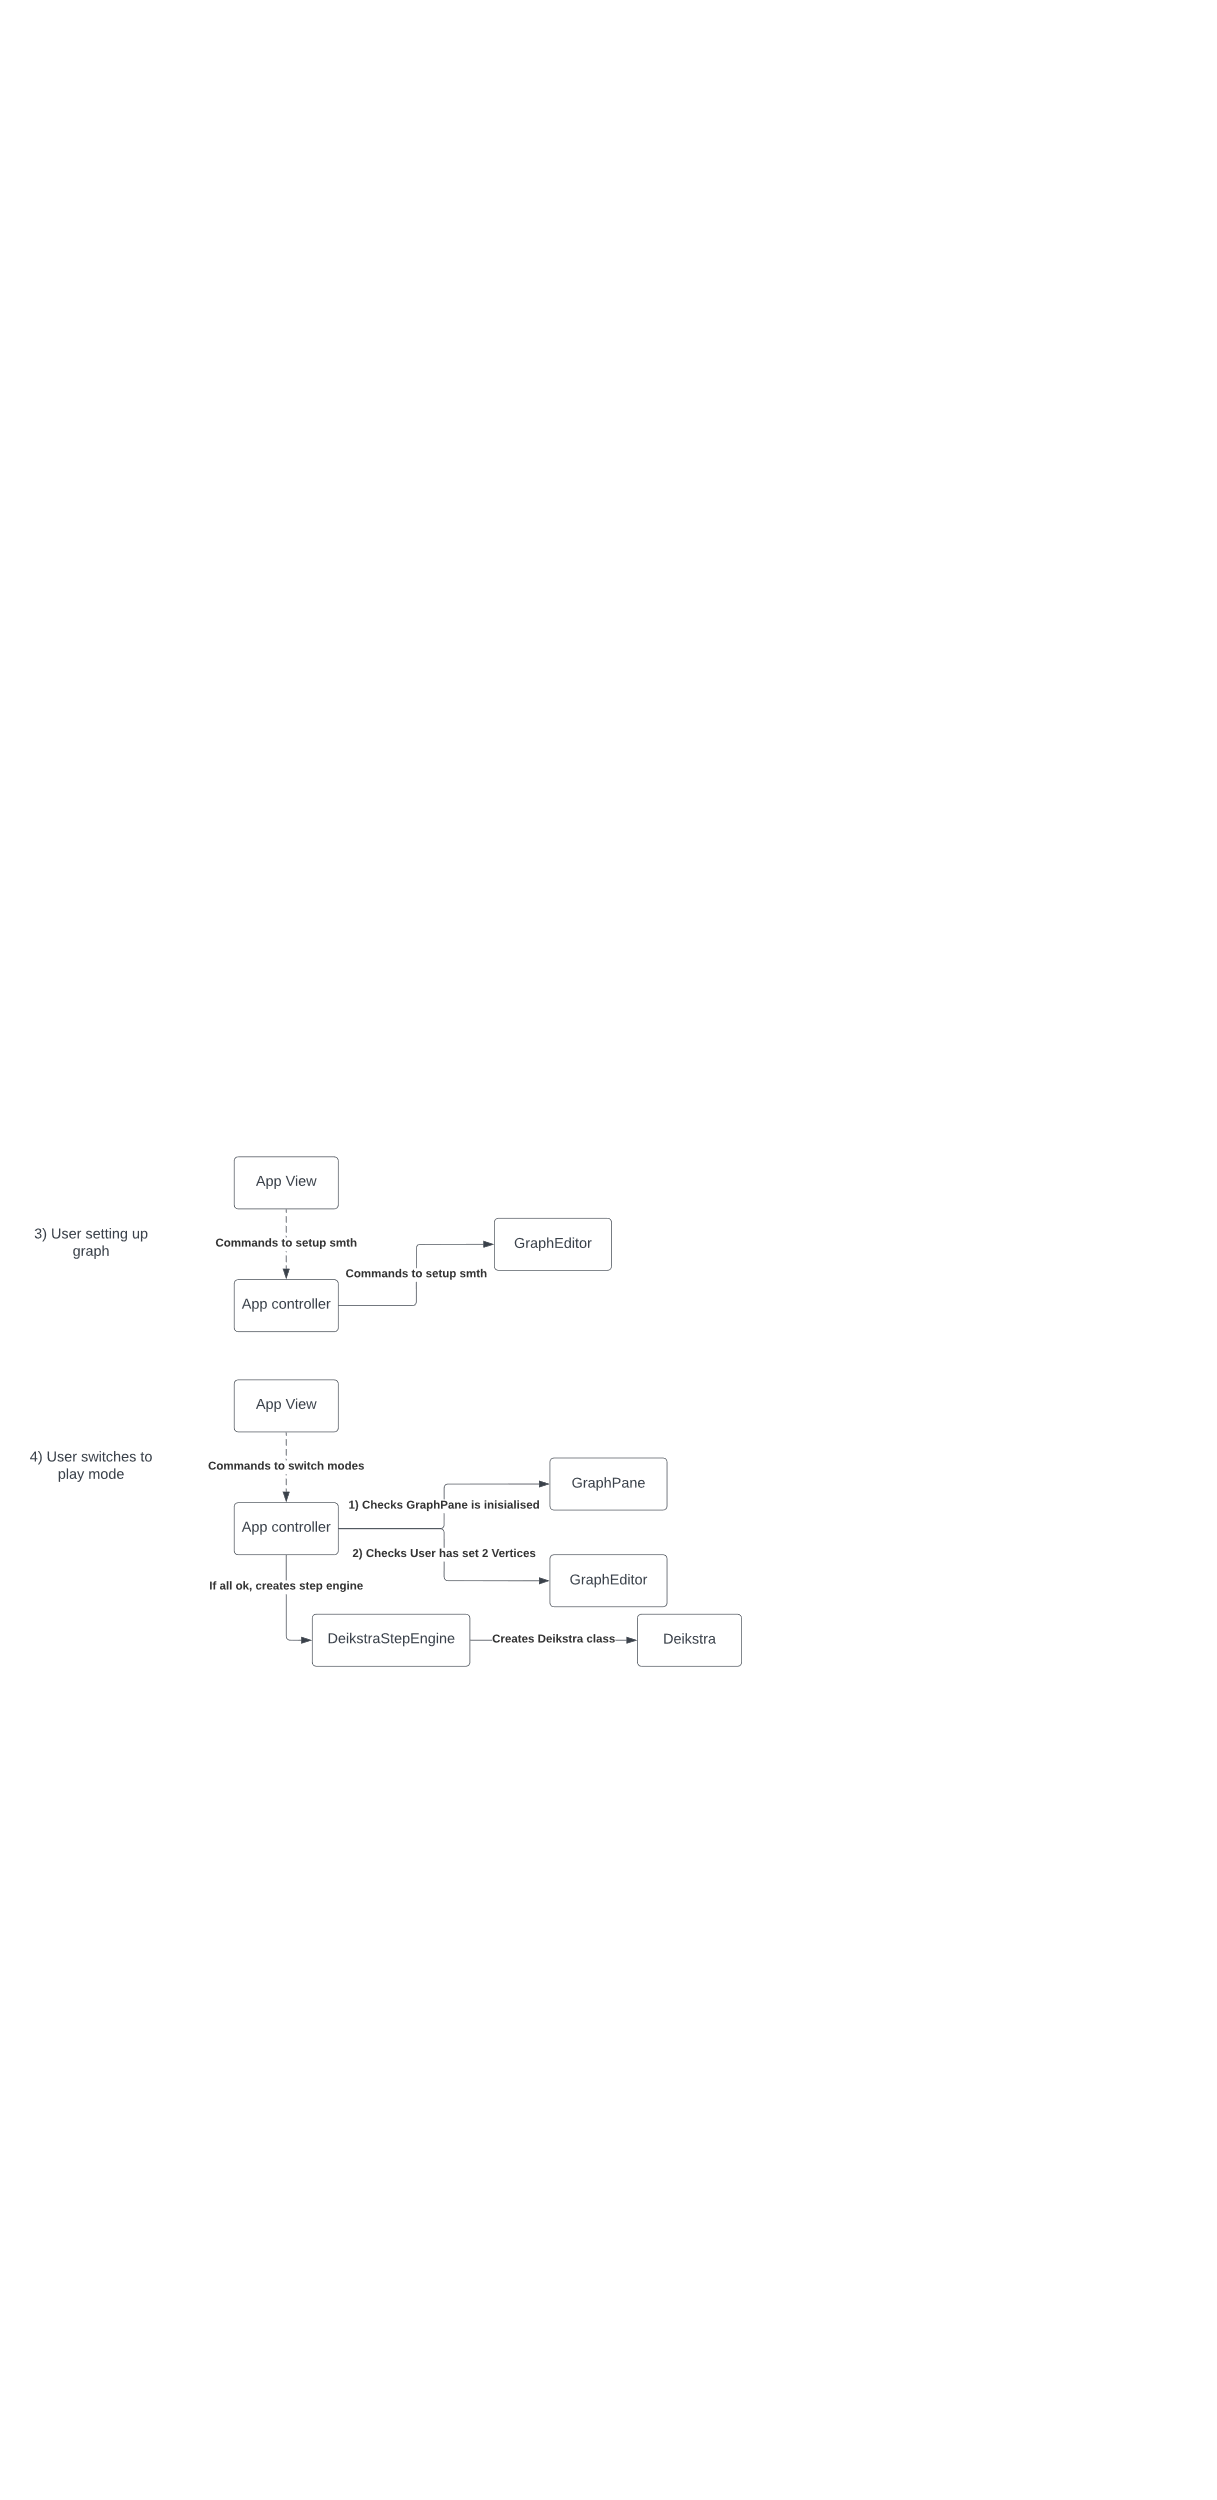 App View
3) User setting up
graph
Commands to setup smth
GraphEditor
Commands to setup smth
App controller
App View
4) User switches to
play mode
Commands to switch modes
GraphPane
1) Checks GraphPane is inisialised
App controller
2) Checks User has set 2 Vertices
GraphEditor
If all ok, creates step engine
DeikstraStepEngine
Creates Deikstra class
Deikstra